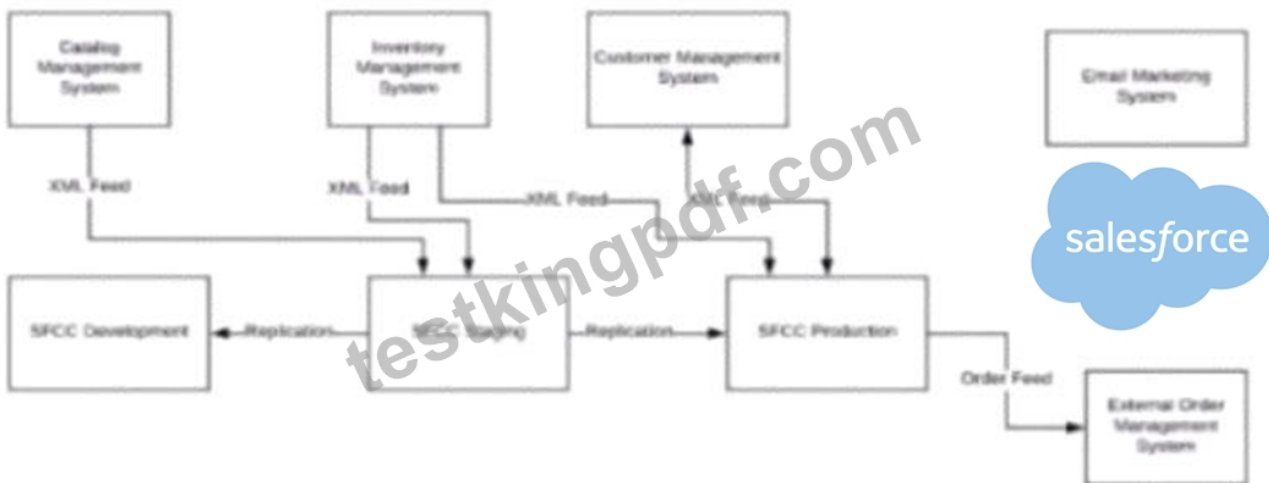 Catalog
Management
System
Inventory
Management
System
Customer Management
System
Email Marketing
System
XML Feed
XML Feed
XML Feed
XML Feed
salesforce
testkingpdf.com
SFCC Development
Replication
SFCC Staging
Replication
SFCC Production
Order Feed
External Order
Management
System